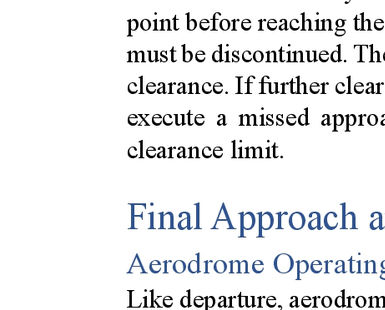 point before reaching the
must be discontinued. The
clearance. If further clear
execute a missed approa
clearance limit.
Final Approach a
Aerodrome Operating
Like departure, aerodrom